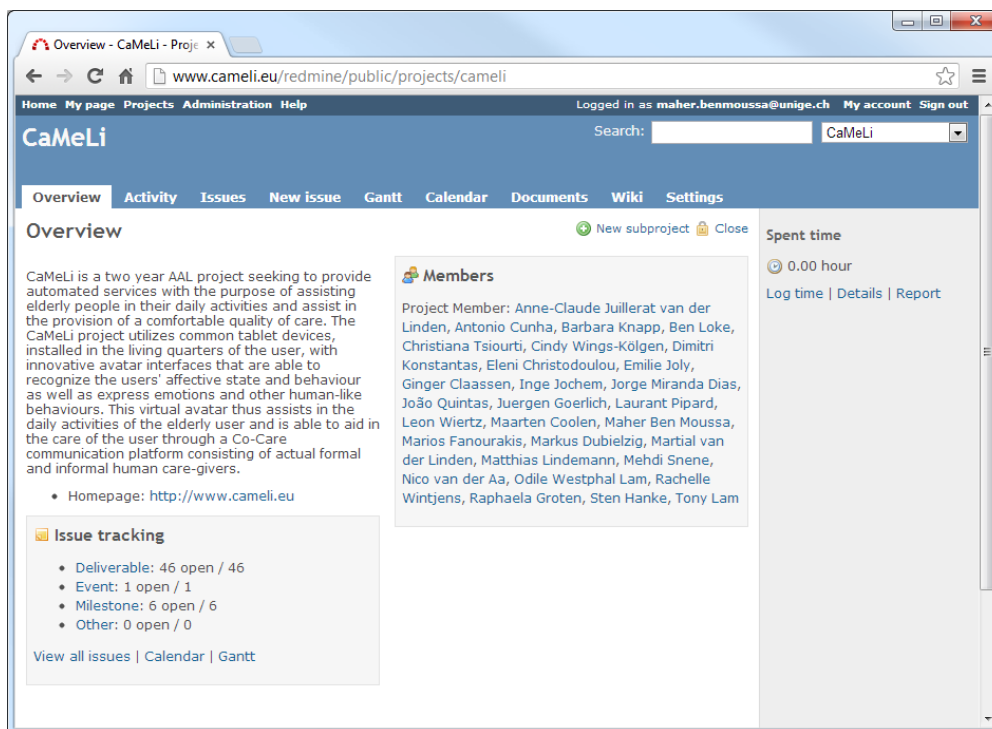 Overview - CaMeLi - Proje
www.cameli.eu/redmine/public/projects/cameli
Home My page Projects Administration Help
Logged in as maher.benmoussa@unige.ch My account Sign out
CaMeLi
Search:
CaMeLi
Overview Activity Issues New issue Gantt Calendar Documents Wiki Settings
Overview
New subproject Close
CaMeLi is a two year AAL project seeking to provide
automated services with the purpose of assisting
elderly people in their daily activities and assist in
the provision of a comfortable quality of care. The
CaMeLi project utilizes common tablet devices,
installed in the living quarters of the user, with
innovative avatar interfaces that are able to
recognize the users' affective state and behaviour
as well as express emotions and other human-like
behaviours. This virtual avatar thus assists in the
daily activities of the elderly user and is able to aid in
the care of the user through a Co-Care
communication platform consisting of actual formal
and informal human care-givers.
• Homepage: http://www.cameli.eu
Issue tracking
• Deliverable: 46 open / 46
• Event: 1 open / 1
• Milestone: 6 open / 6
• Other: 0 open / 0
View all issues | Calendar | Gantt
Members
Project Member: Anne-Claude Juillerat van der
Linden, Antonio Cunha, Barbara Knapp, Ben Loke,
Christiana Tsiourti, Cindy Wings-Kölgen, Dimitri
Konstantas, Eleni Christodoulou, Emilie Joly,
Ginger Claassen, Inge Jochem, Jorge Miranda Dias,
João Quintas, Juergen Goerlich, Laurant Pipard,
Leon Wiertz, Maarten Coolen, Maher Ben Moussa,
Marios Fanourakis, Markus Dubielzig, Martial van
der Linden, Matthias Lindemann, Mehdi Snene,
Nico van der Aa, Odile Westphal Lam, Rachelle
Wintjens, Raphaela Groten, Sten Hanke, Tony Lam
Spent time
0.00 hour
Log time | Details | Report